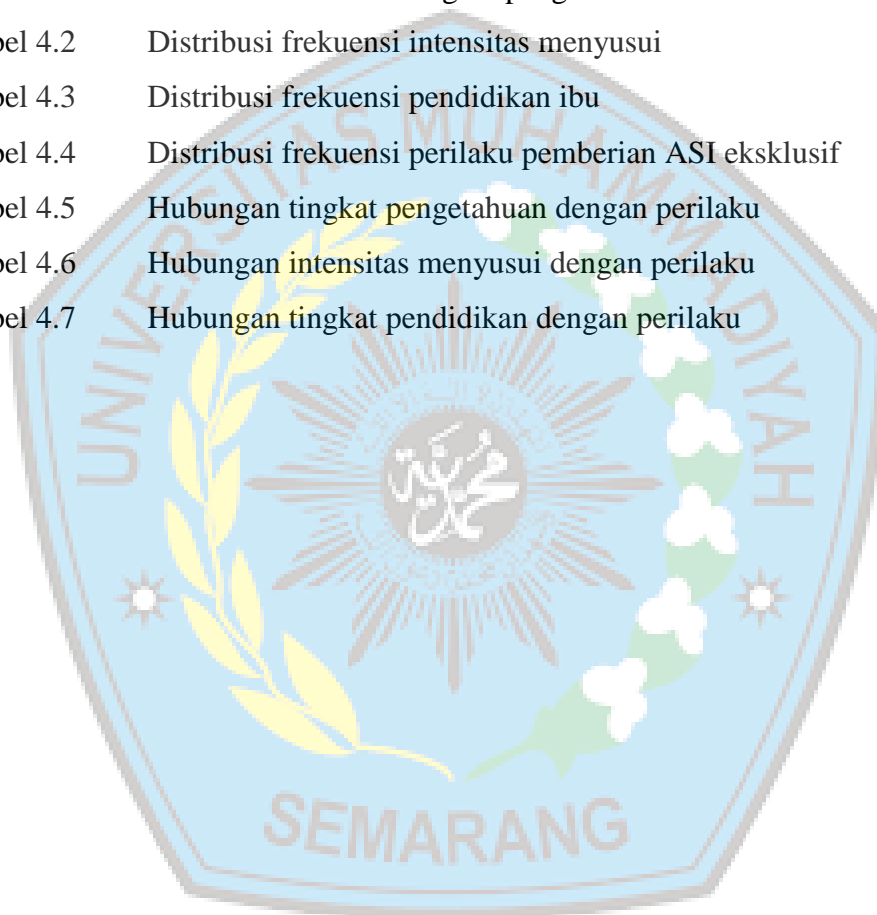 bel 4.2 Distribusi frekuensi intensitas menyusui
bel 4.3 Distribusi frekuensi pendidikan ibu
bel 4.4 Distribusi frekuensi perilaku pemberian ASI eksklusif
bel 4.5 Hubungan tingkat pengetahuan dengan perilaku
bel 4.6 Hubungan intensitas menyusui dengan perilaku
bel 4.7 Hubungan tingkat pendidikan dengan perilaku
UNIVERSITAS MUHAMMADIYAH
SEMARANG